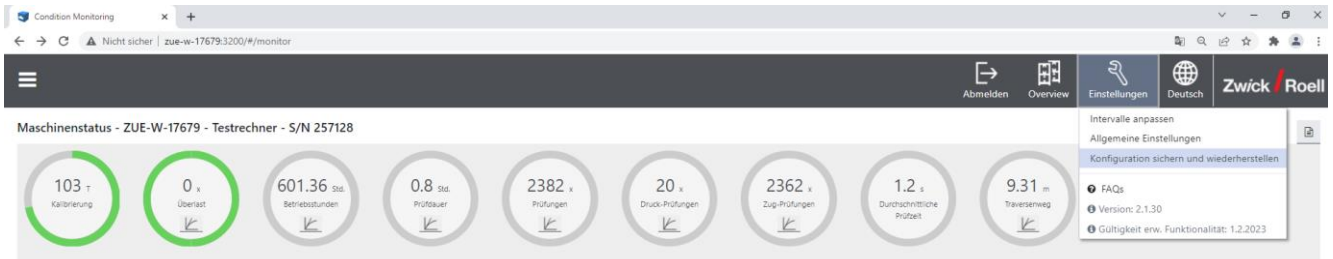 Condition Monitoring
Nicht sicher | zue-w-17679:3200/#/monitor
Abmelden
Overview
Einstellungen
Deutsch
Zwick / Roell
Maschinenstatus - ZUE-W-17679 - Testrechner - S/N 257128
Intervalle anpassen
Allgemeine Einstellungen
Konfiguration sichern und wiederherstellen
FAQs
Version: 2.1.30
Gültigkeit erw. Funktionalität: 1.2.2023
103 T
Kalibrierung
0 x
Überlast
601.36 Std.
Betriebsstunden
0.8 Std.
Prüfdauer
2382 x
Prüfungen
20 x
Druck-Prüfungen
2362 x
Zug-Prüfungen
1.2 s
Durchschnittliche
Prüfzeit
9.31 m
Traversenweg